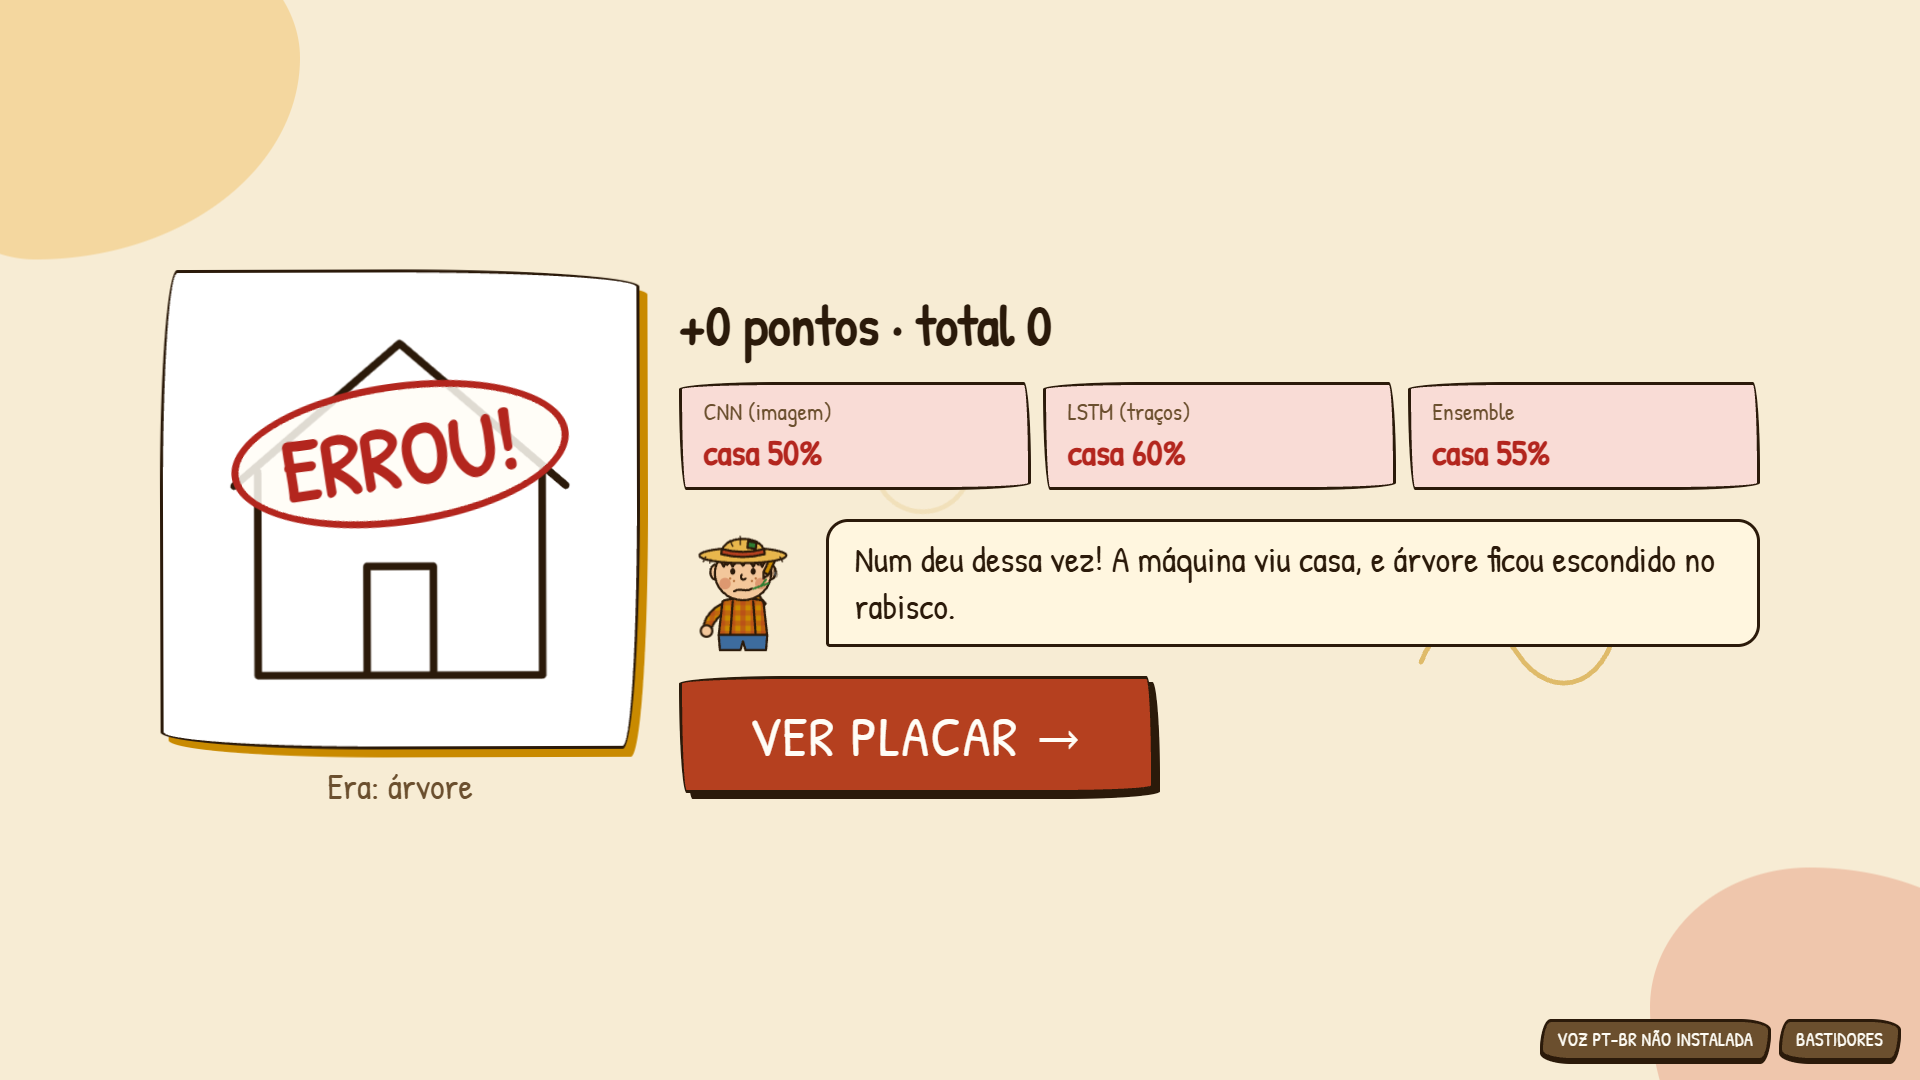 ERROU!
Era: árvore
+0 pontos · total 0
CNN (imagem)
casa 50%
LSTM (traços)
casa 60%
Ensemble
casa 55%
Num deu dessa vez! A máquina viu casa, e árvore ficou escondido no
rabisco.
VER PLACAR →
VOZ PT-BR NÃO INSTALADA
BASTIDORES